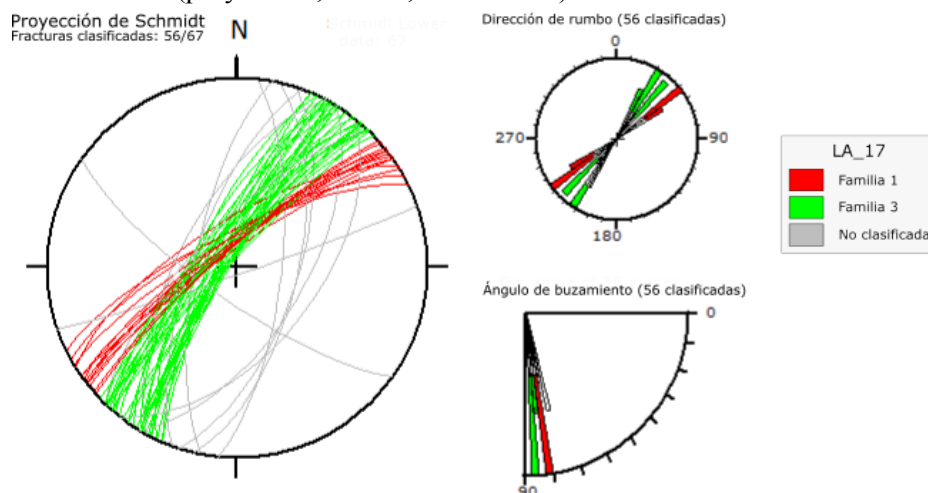 Proyección de Schmidt
Fracturas clasificadas: 56/67
N
Dirección de rumbo (56 clasificadas)
0
270
90
180
LA_17
Familia 1
Familia 3
No clasificada
Ángulo de buzamiento (56 clasificadas)
0
90